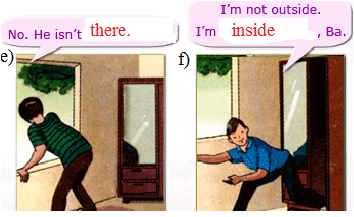 No. He isn't there.
I'm not outside.
I'm inside , Ba.
e)
f)